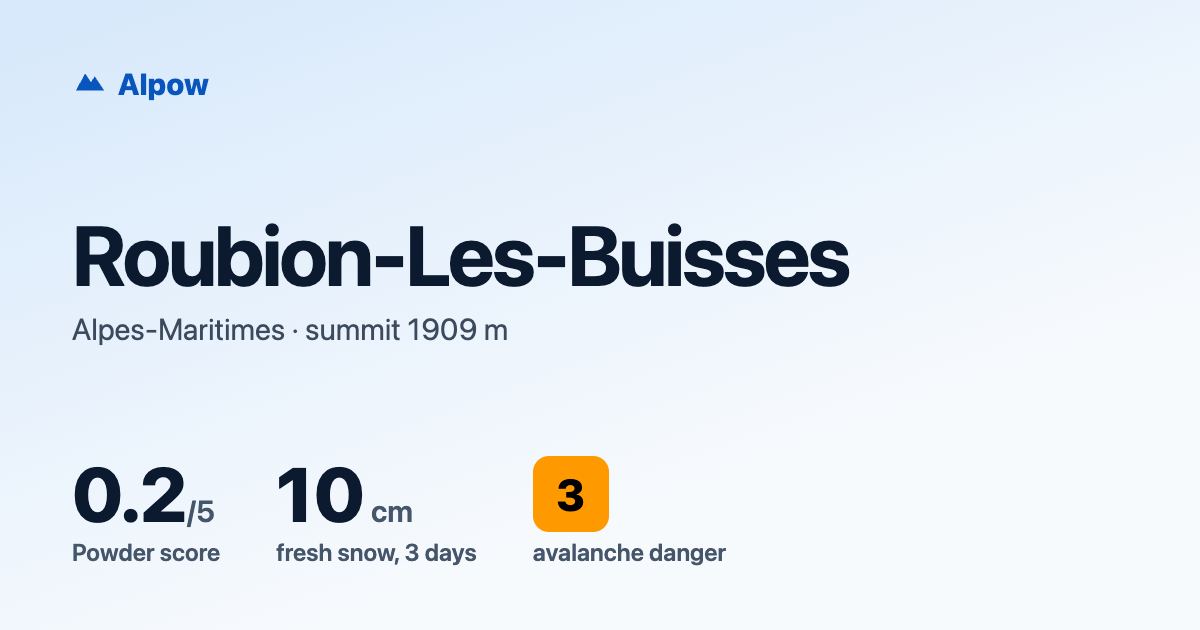 Alpow
Roubion-Les-Buisses
Alpes-Maritimes · summit 1909 m
0.2/5
Powder score
10 cm
fresh snow, 3 days
3
avalanche danger